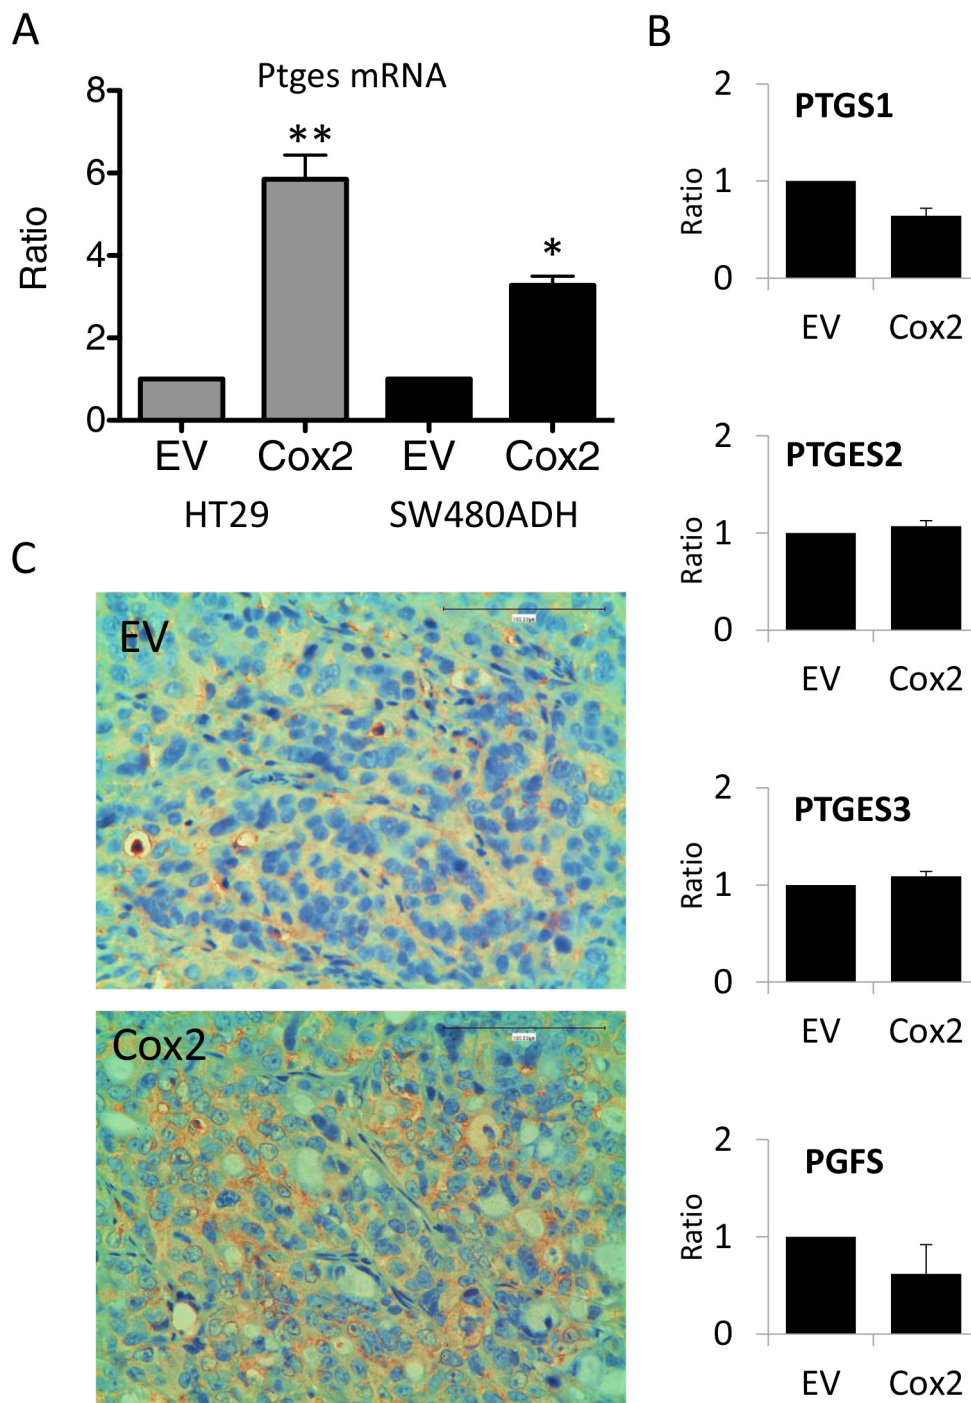 A
Ptges mRNA
8
6
4
2
0
Ratio
**
*
EV Cox2 EV Cox2
HT29 SW480ADH
B
2
1
0
Ratio
PTGS1
EV Cox2
2
1
0
Ratio
PTGES2
EV Cox2
2
1
0
Ratio
PTGES3
EV Cox2
2
1
0
Ratio
PGFS
EV Cox2
C
EV
Cox2